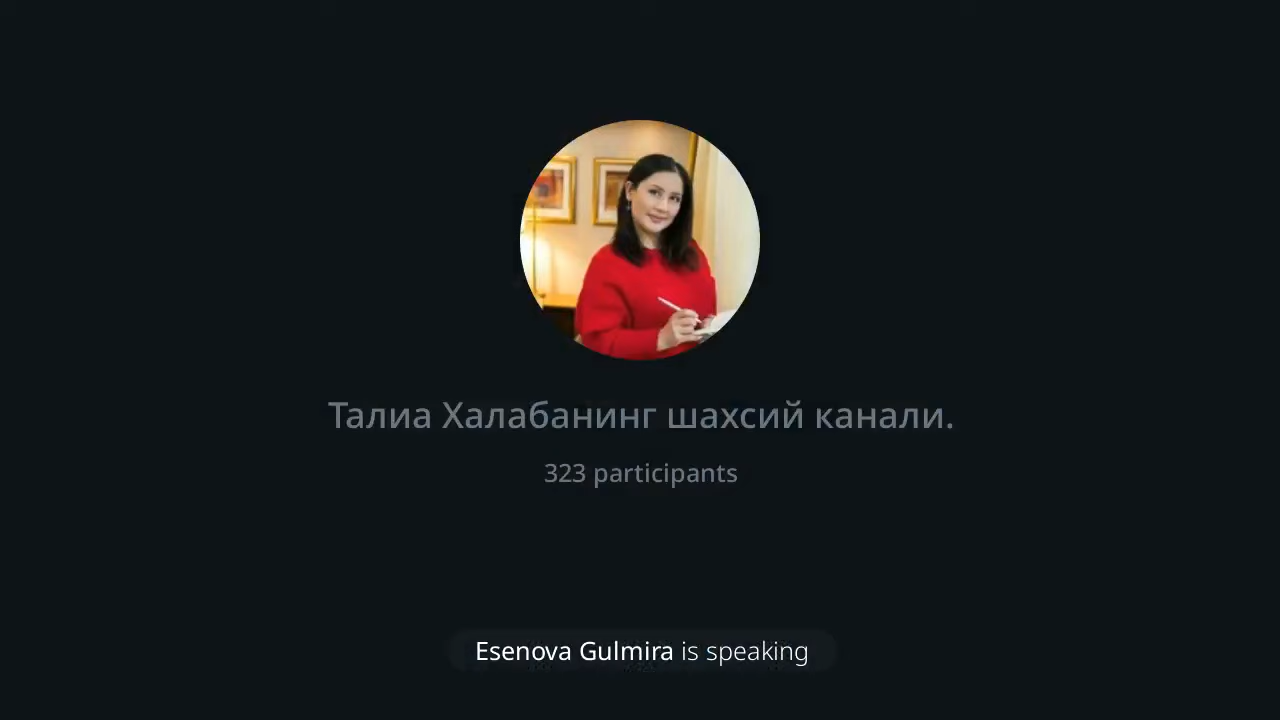 Талиа Халабанинг шахсий канали.
323 participants
Esenova Gulmira is speaking